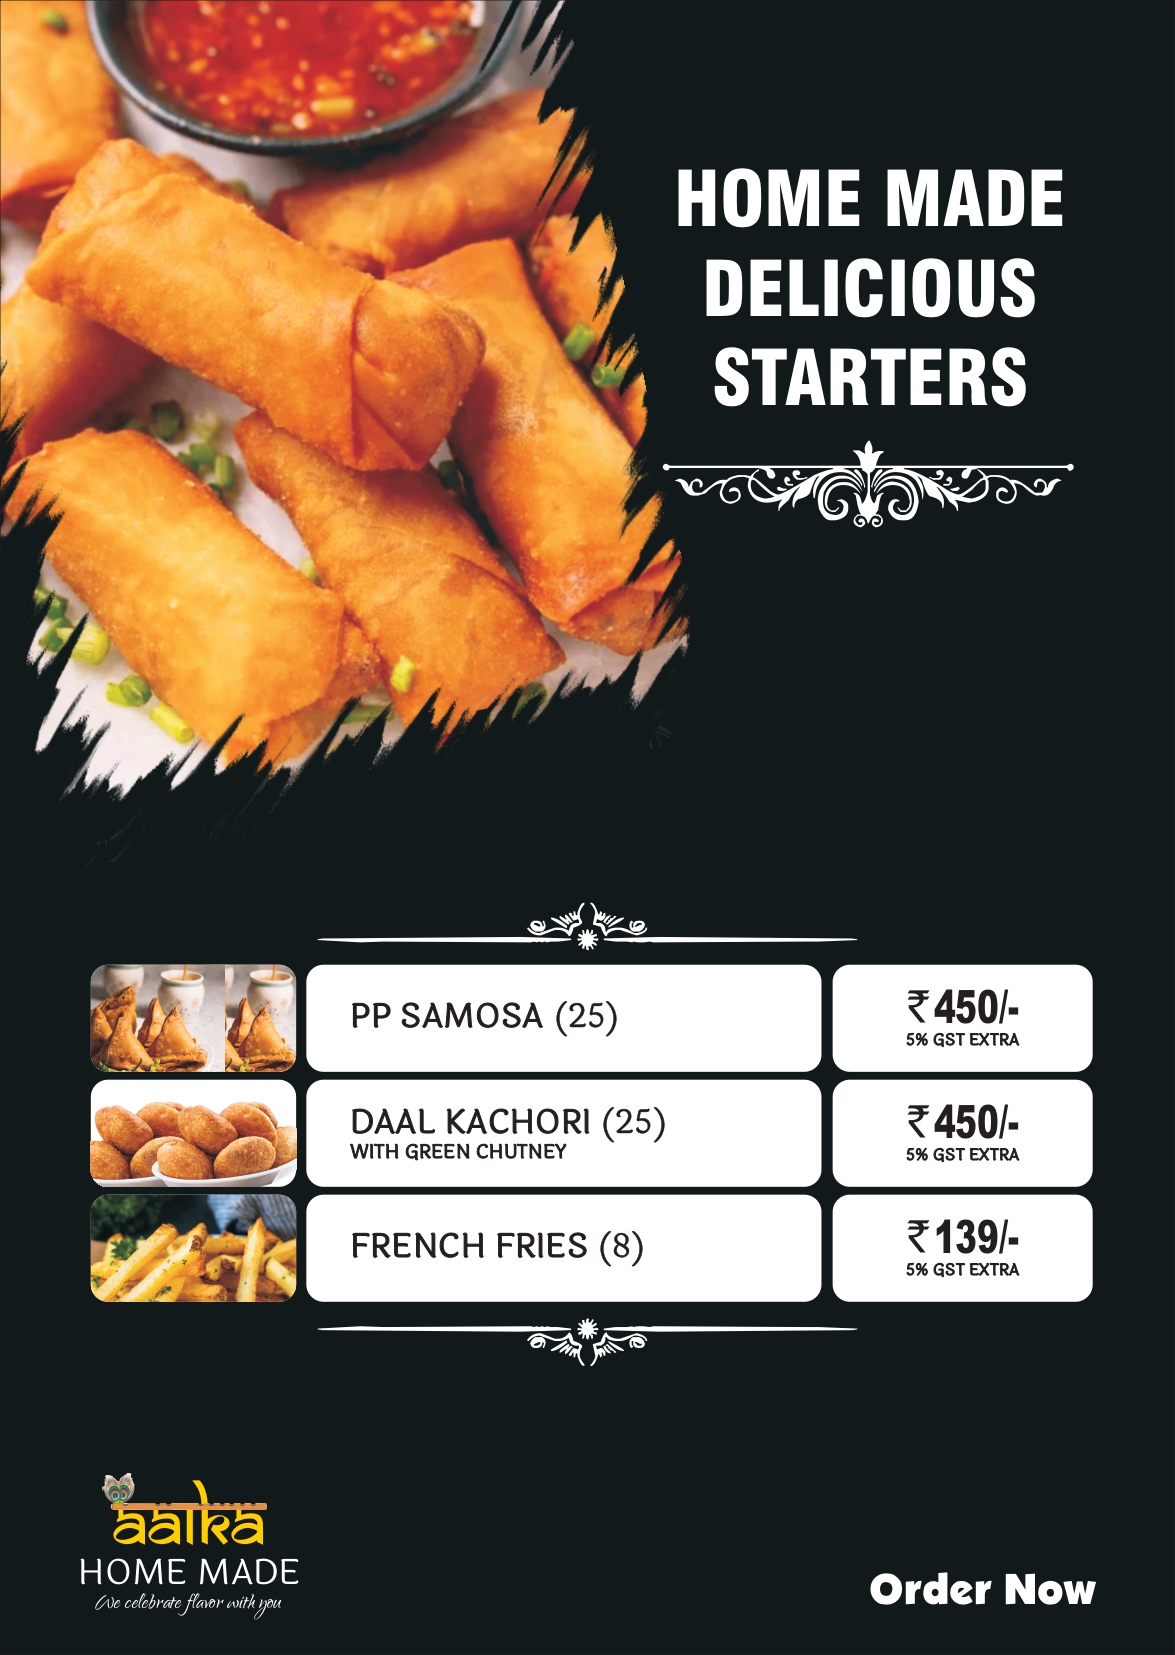 HOME MADE
DELICIOUS
STARTERS
PP SAMOSA (25)
₹450/-
5% GST EXTRA
DAAL KACHORI (25)
WITH GREEN CHUTNEY
₹450/-
5% GST EXTRA
FRENCH FRIES (8)
₹139/-
5% GST EXTRA
aalka
HOME MADE
We celebrate flavor with you
Order Now